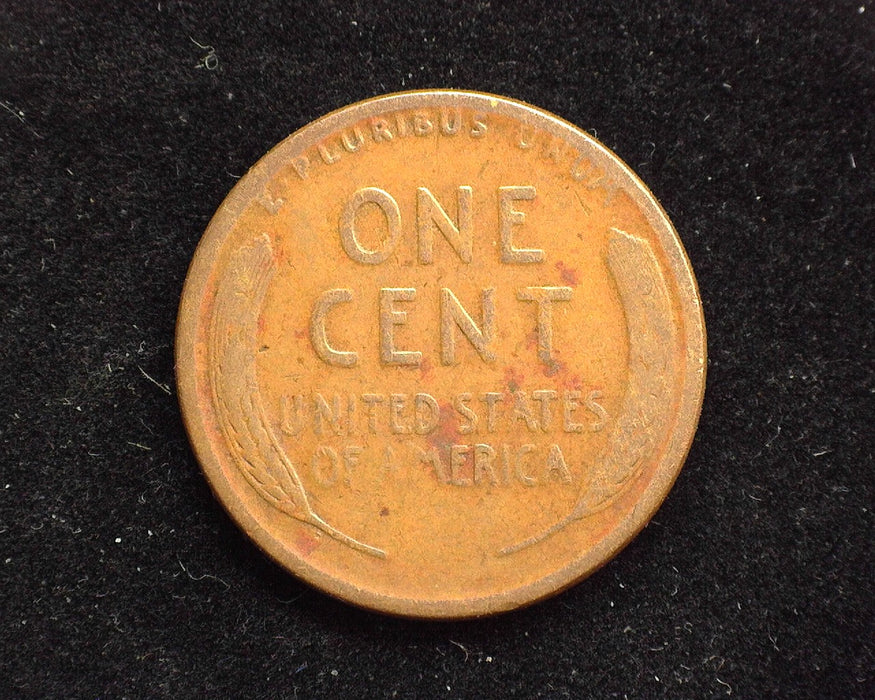 E PLURIBUS UNUM
ONE
CENT
UNITED STATES
OF AMERICA